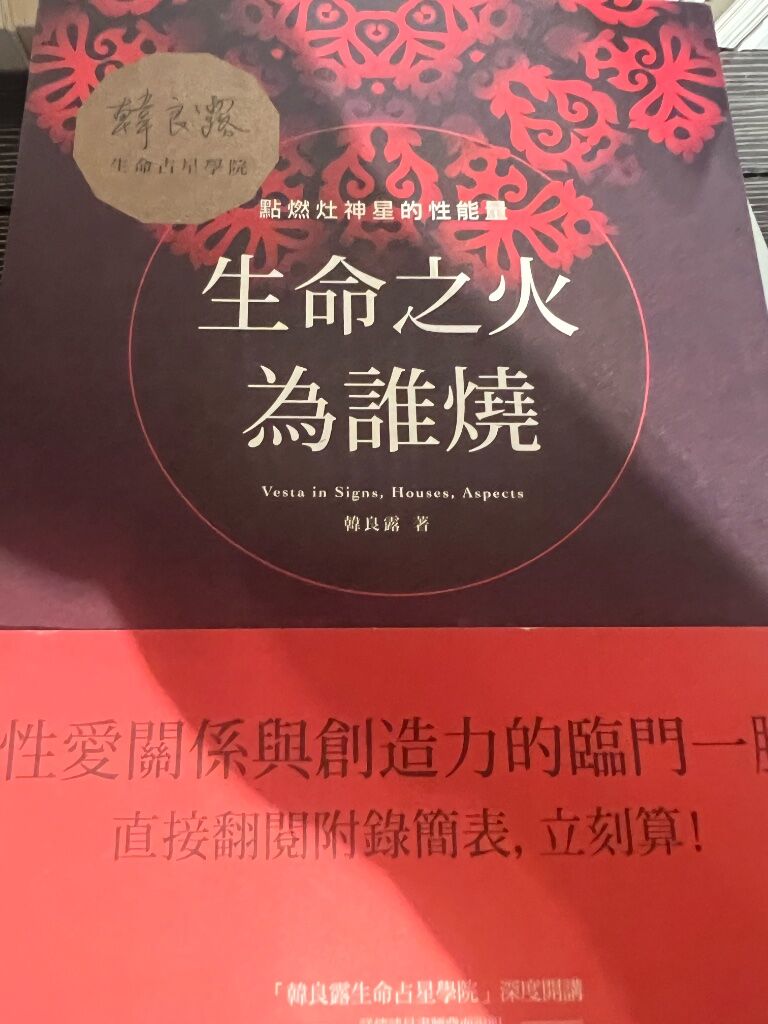 韓良露
生命占星學院
點燃灶神星的性能量
生命之火
為誰燒
Vesta in Signs, Houses, Aspects
韓良露 著
性愛關係與創造力的臨門一腳
直接翻閱附錄簡表，立刻算！
「韓良露生命占星學院」深度開講